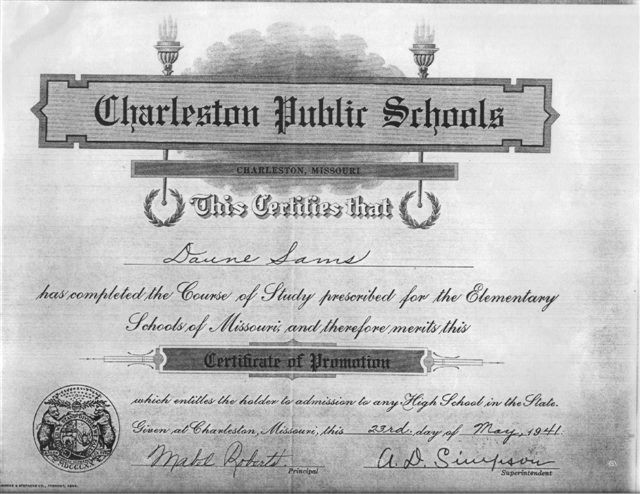 Charleston Public Schools
CHARLESTON, MISSOURI
This Certifies that
Daune Sams
has completed the Course of Study prescribed for the Elementary
Schools of Missouri, and therefore merits this
Certificate of Promotion
which entitles the holder to admission to any High School in the State.
Given at Charleston, Missouri, this 23rd. day of May, 1941.
Mabel Roberts
Principal
A. D. Simpson
Superintendent
MDCCCXX